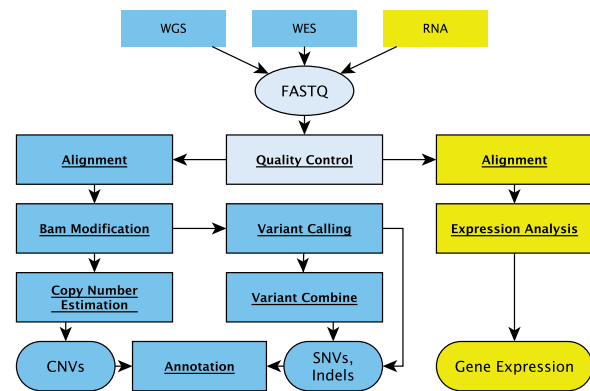 WGS
WES
RNA
FASTQ
Alignment
Quality Control
Alignment
Bam Modification
Variant Calling
Expression Analysis
Copy Number
Estimation
Variant Combine
CNVs
Annotation
SNVs,
Indels
Gene Expression